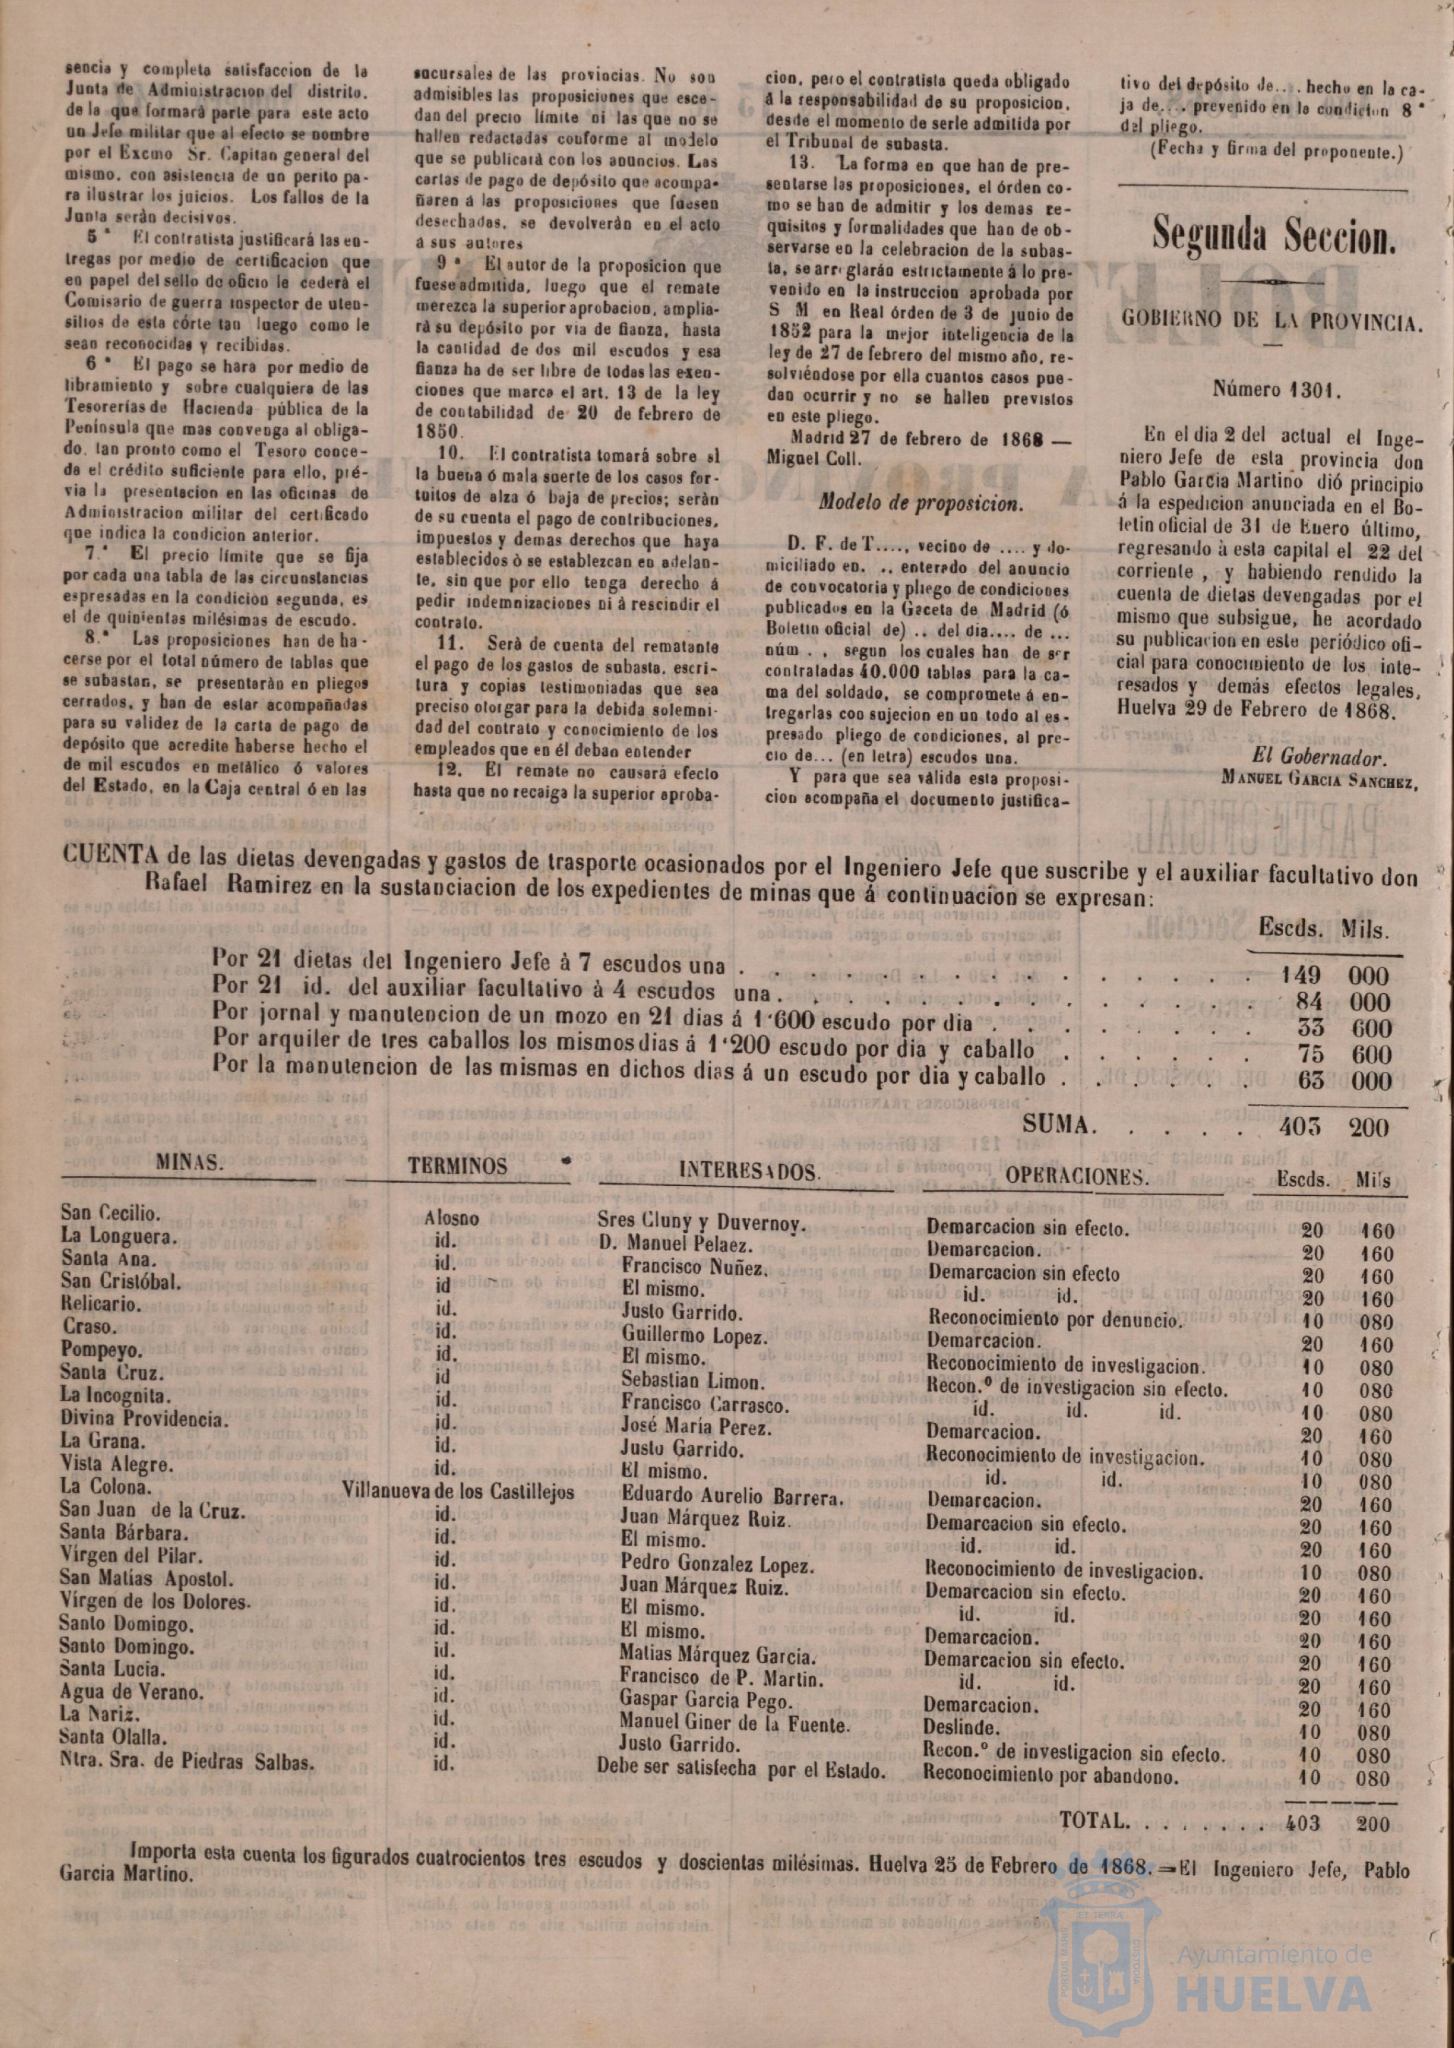 sencia y completa satisfaccion de la
Junta de Administracion del distrito.
de la que formará parte para este acto
un Jefe militar que al efecto se nombre
por el Excmo Sr. Capitan general del
mismo, con asistencia de un perito pa-
ra ilustrar los juicios. Los fallos de la
Junta seràn decisivos.
5ª El contratista justificará las en-
tregas por medio de certificacion que
en papel del sello de oficio le cederá el
Comisario de guerra inspector de uten-
silios de esta córte tan luego como le
sean reconocidas y recibidas.
6ª El pago se hara por medio de
libramiento y sobre cualquiera de las
Tesorerías de Hacienda pública de la
Península que mas convenga al obliga-
do, tan pronto como el Tesoro conce-
da el crédito suficiente para ello, pré-
via la presentacion en las oficinas de
Administracion militar del certificado
que indica la condicion anterior.
7.ª El precio límite que se fija
por cada una tabla de las circunstancias
espresadas en la condicion segunda, es
el de quinientas milésimas de escudo.
8.ª Las proposiciones han de ha-
cerse por el total número de tablas que
se subastan, se presentaràn en pliegos
cerrados, y han de estar acompañadas
para su validez de la carta de pago de
depósito que acredite haberse hecho el
de mil escudos en metálico ó valores
del Estado, en la Caja central ó en las
sucursales de las provincias. No son
admisibles las proposiciones que esce-
dan del precio límite ni las que no se
hallen redactadas conforme al modelo
que se publicará con los anuncios. Las
cartas de pago de depósito que acompa-
ñaren á las proposiciones que fuesen
desechadas, se devolveràn en el acto
á sus autores
9ª El autor de la proposicion que
fuese admitida, luego que el remate
merezca la superior aprobacion, amplia-
rà su depósito por via de fianza, hasta
la cantidad de dos mil escudos y esa
fianza ha de ser libre de todas las exen-
ciones que marca el art. 13 de la ley
de contabilidad de 20 de febrero de
1850.
10. El contratista tomará sobre sì
la buena ó mala suerte de los casos for-
tuitos de alza ó baja de precios; seràn
de su cuenta el pago de contribuciones,
impuestos y demas derechos que haya
establecidos ò se establezcan en adelan-
te, sin que por ello tenga derecho á
pedir indemnizaciones ni á rescindir el
contrato.
11. Serà de cuenta del rematante
el pago de los gastos de subasta, escri-
tura y copias testimoniadas que sea
preciso otorgar para la debida solemni-
dad del contrato y conocimiento de los
empleados que en él deban entender
12. El remate no causará efecto
hasta que no recaiga la superior aproba-
cion, pero el contratista queda obligado
á la responsabilidad de su proposicion,
desde el momento de serle admitida por
el Tribunal de subasta.
13. La forma en que han de pre-
sentarse las proposiciones, el órden co-
mo se han de admitir y los demas re-
quisitos y formalidades que han de ob-
servarse en la celebracion de la subas-
ta, se arreglarán estrictamente á lo pre-
venido en la instruccion aprobada por
S M en Real órden de 3 de junio de
1852 para la mejor inteligencia de la
ley de 27 de febrero del mismo año, re-
solviéndose por ella cuantos casos pue-
dan ocurrir y no se hallen previstos
en este pliego.
Madrid 27 de febrero de 1868 —
Miguel Coll.
Modelo de proposicion.
D. F. de T...., vecino de .... y do-
miciliado en. .. enterado del anuncio
de convocatoria y pliego de condiciones
publicados en la Gaceta de Madrid (ó
Boletin oficial de) .. del dia.... de ...
núm . , segun los cuales han de ser
contratadas 40.000 tablas para la ca-
ma del soldado, se compromete á en-
tregarlas con sujecion en un todo al es-
presado pliego de condiciones, al pre-
cio de... (en letra) escudos una.
Y para que sea válida esta proposi-
cion acompaña el documento justifica-
tivo del depósito de.... hecho en la ca-
ja de.... prevenido en la condicion 8ª
del pliego.
(Fecha y firma del proponente.)
Segunda Seccion.
GOBIERNO DE LA PROVINCIA.
Número 1301.
En el dia 2 del actual el Inge-
niero Jefe de esta provincia don
Pablo Garcia Martino dió principio
á la espedicion anunciada en el Bo-
letin oficial de 31 de Enero último,
regresando à esta capital el 22 del
corriente , y habiendo rendido la
cuenta de dietas devengadas por el
mismo que subsigue, he acordado
su publicacion en este periódico ofi-
cial para conocimiento de los inte-
resados y demás efectos legales,
Huelva 29 de Febrero de 1868.
El Gobernador.
MANUEL GARCIA SANCHEZ,
CUENTA de las dietas devengadas y gastos de trasporte ocasionados por el Ingeniero Jefe que suscribe y el auxiliar facultativo don
Rafael Ramirez en la sustanciacion de los expedientes de minas que á continuacion se expresan:
Escds. Mils.
Por 21 dietas del Ingeniero Jefe à 7 escudos una . . . . . . . . . . . . . 149 000
Por 21 id. del auxiliar facultativo à 4 escudos una . . . . . . . . . . . . 84 000
Por jornal y manutencion de un mozo en 21 dias á 1'600 escudo por dia . . . . . . . 33 600
Por arquiler de tres caballos los mismos dias á 1'200 escudo por dia y caballo . . . . . . 75 600
Por la manutencion de las mismas en dichos dias á un escudo por dia y caballo . . . . . . 63 000
SUMA. . . . . 403 200
MINAS. TERMINOS INTERESADOS. OPERACIONES. Escds. Mils
San Cecilio. Alosno Sres Cluny y Duvernoy. Demarcacion sin efecto. 20 160
La Longuera. id. D. Manuel Pelaez. Demarcacion. 20 160
Santa Ana. id. Francisco Nuñez. Demarcacion sin efecto 20 160
San Cristóbal. id El mismo. id. id. 20 160
Relicario. id. Justo Garrido. Reconocimiento por denuncio. 10 080
Craso. id. Guillermo Lopez. Demarcacion. 20 160
Pompeyo. id. El mismo. Reconocimiento de investigacion. 10 080
Santa Cruz. id Sebastian Limon. Recon.º de investigacion sin efecto. 10 080
La Incognita. id. Francisco Carrasco. id. id. id. 10 080
Divina Providencia. id. José María Perez. Demarcacion. 20 160
La Grana. id. Justo Garrido. Reconocimiento de investigacion. 10 080
Vista Alegre. id. El mismo. id. id. 10 080
La Colona. Villanueva de los Castillejos Eduardo Aurelio Barrera. Demarcacion. 20 160
San Juan de la Cruz. id. Juan Márquez Ruiz. Demarcacion sin efecto. 20 160
Santa Bárbara. id. El mismo. id. id. 20 160
Vírgen del Pilar. id. Pedro Gonzalez Lopez. Reconocimiento de investigacion. 10 080
San Matías Apostol. id. Juan Márquez Ruiz. Demarcacion sin efecto. 20 160
Vírgen de los Dolores. id. El mismo. id. id. 20 160
Santo Domingo. id. El mismo. Demarcacion. 20 160
Santo Domingo. id. Matias Márquez Garcia. Demarcacion sin efecto. 20 160
Santa Lucia. id. Francisco de P. Martin. id. id. 20 160
Agua de Verano. id. Gaspar Garcia Pego. Demarcacion. 20 160
La Nariz. id. Manuel Giner de la Fuente. Deslinde. 10 080
Santa Olalla. id. Justo Garrido. Recon.º de investigacion sin efecto. 10 080
Ntra. Sra. de Piedras Salbas. id. Debe ser satisfecha por el Estado. Reconocimiento por abandono. 10 080
TOTAL. . . . . . . . 403 200
Importa esta cuenta los figurados cuatrocientos tres escudos y doscientas milésimas. Huelva 25 de Febrero de 1868.=El Ingeniero Jefe, Pablo
Garcia Martino.
Ayuntamiento de
HUELVA